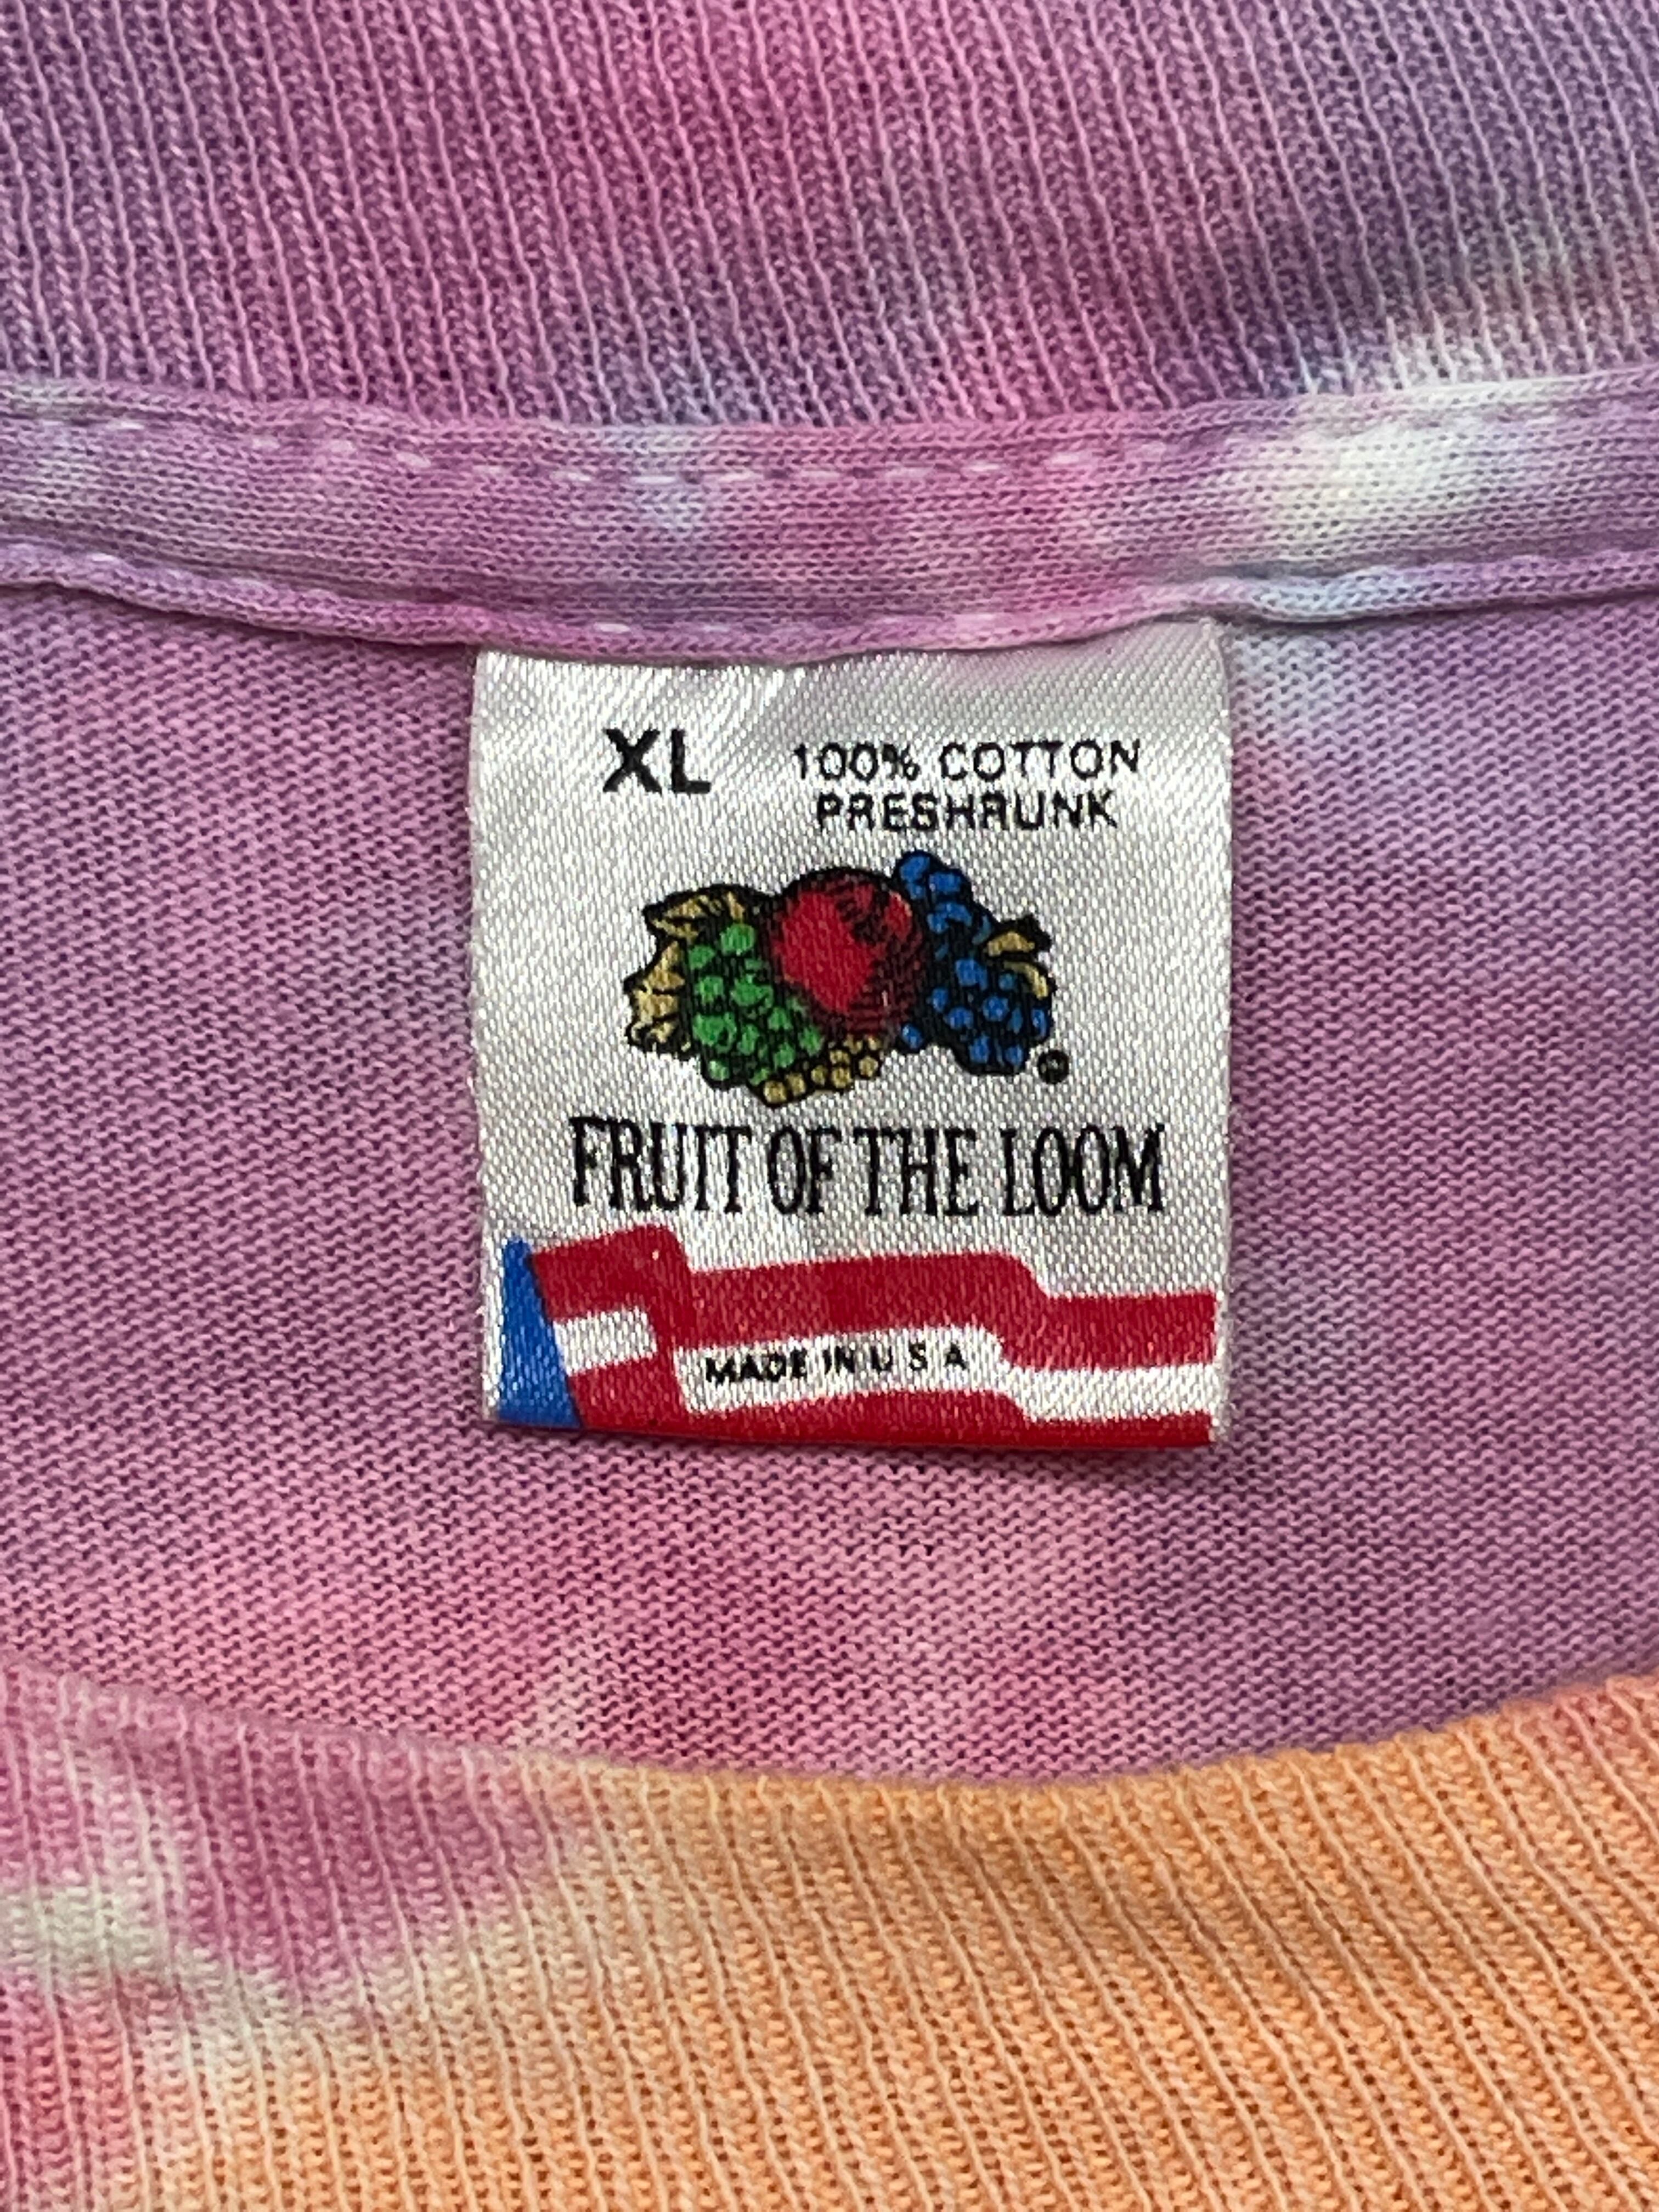 XL
100% COTTON
PRESHRUNK
FRUIT OF THE LOOM
MADE IN U S A